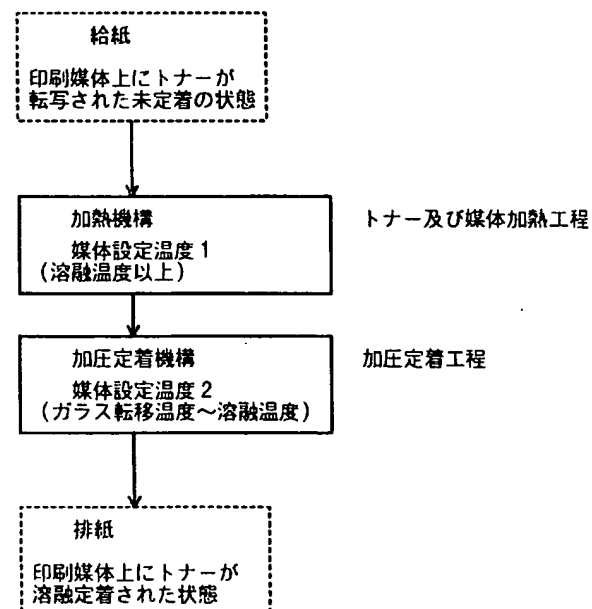 給紙
印刷媒体上にトナーが
転写された未定着の状態
加熱機構
トナー及び媒体加熱工程
媒体設定温度1
(溶融温度以上)
加圧定着機構
加圧定着工程
媒体設定温度2
(ガラス転移温度~溶融温度)
排紙
印刷媒体上にトナーが
溶融定着された状態